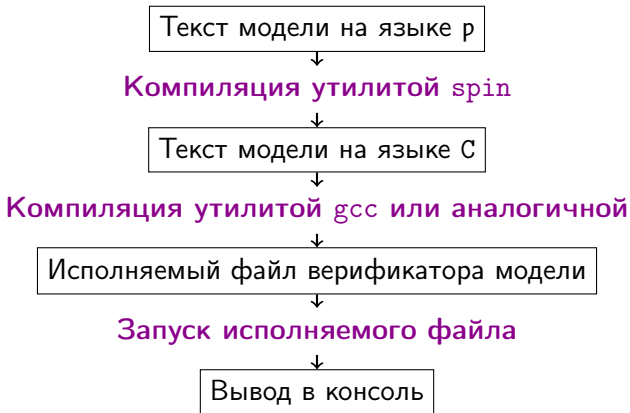 Текст модели на языке p
Компиляция утилитой spin
Текст модели на языке C
Компиляция утилитой gcc или аналогичной
Исполняемый файл верификатора модели
Запуск исполняемого файла
Вывод в консоль